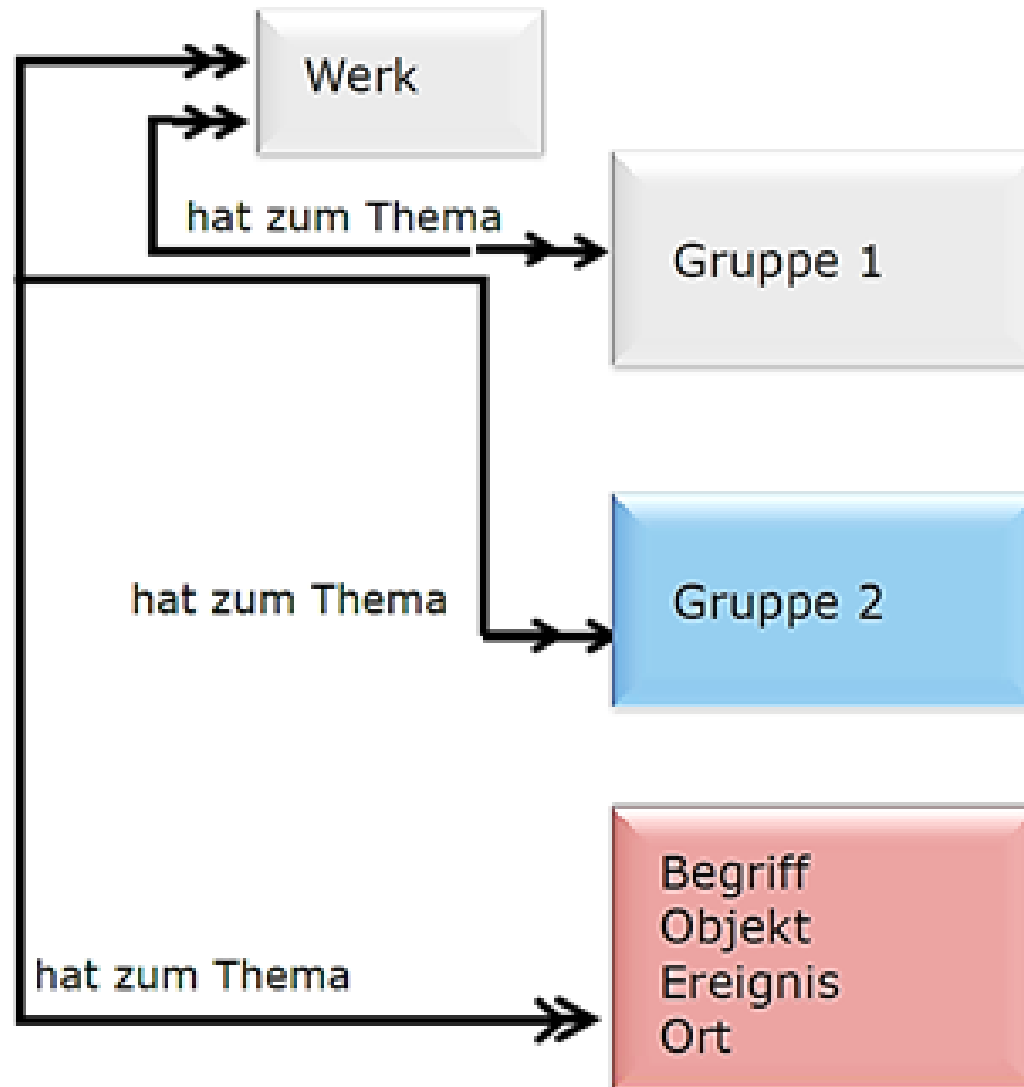 Werk
hat zum Thema
Gruppe 1
hat zum Thema
Gruppe 2
Begriff
Objekt
Ereignis
Ort
hat zum Thema